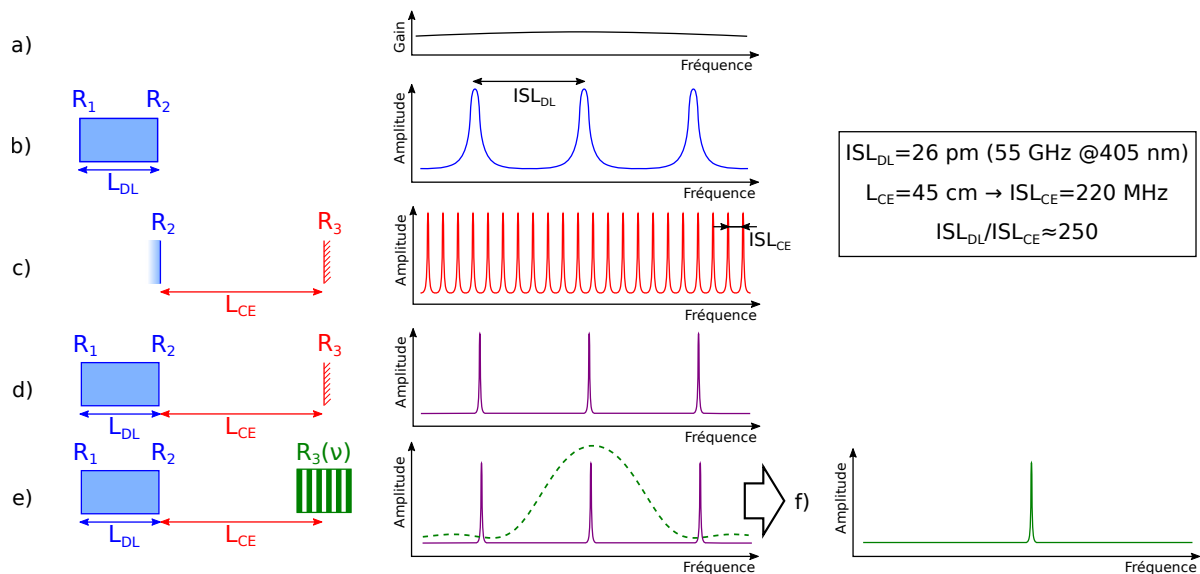 a)
Gain
Fréquence
b)
R1 R2
LDL
Amplitude
ISLDL
Fréquence
c)
R2 R3
LCE
Amplitude
ISLCE
Fréquence
d)
R1 R2 R3
LDL LCE
Amplitude
Fréquence
e)
R1 R2 R3(ν)
LDL LCE
Amplitude
Fréquence
f)
Amplitude
Fréquence
ISLDL=26 pm (55 GHz @405 nm)
LCE=45 cm → ISLCE=220 MHz
ISLDL/ISLCE≈250